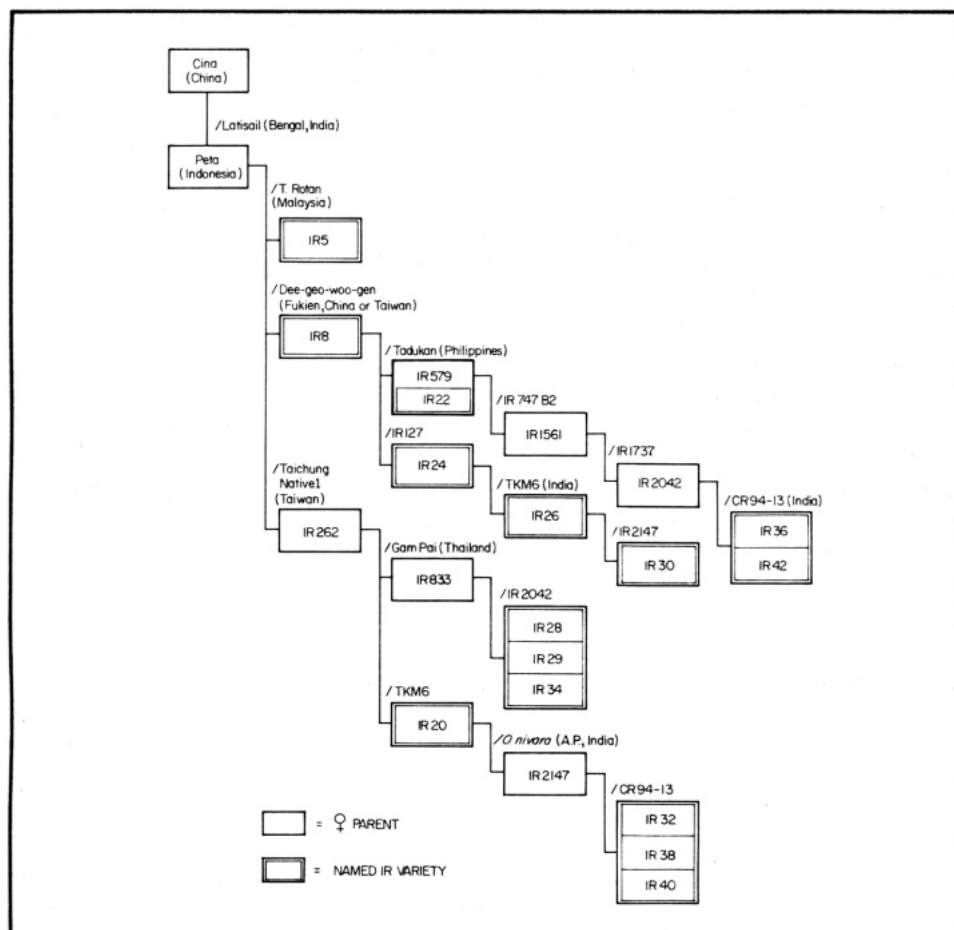 Cina
(China)
/Latisail (Bengal, India)
Peta
(Indonesia)
/T. Rotan
(Malaysia)
IR5
/Dee-geo-woo-gen
(Fukien, China or Taiwan)
IR8
/Tadukan (Philippines)
IR579
IR22
/IR747 B2
IR1561
/IR127
IR24
/IR1737
IR2042
/TKM6 (India)
IR26
/CR94-13 (India)
IR36
IR42
/IR2147
IR30
/Taichung
Native1
(Taiwan)
IR262
/Gam Pai (Thailand)
IR833
/IR2042
IR28
IR29
IR34
/TKM6
IR20
/O. nivara (A.P., India)
IR2147
/CR94-13
IR32
IR38
IR40
= ♀ PARENT
= NAMED IR VARIETY